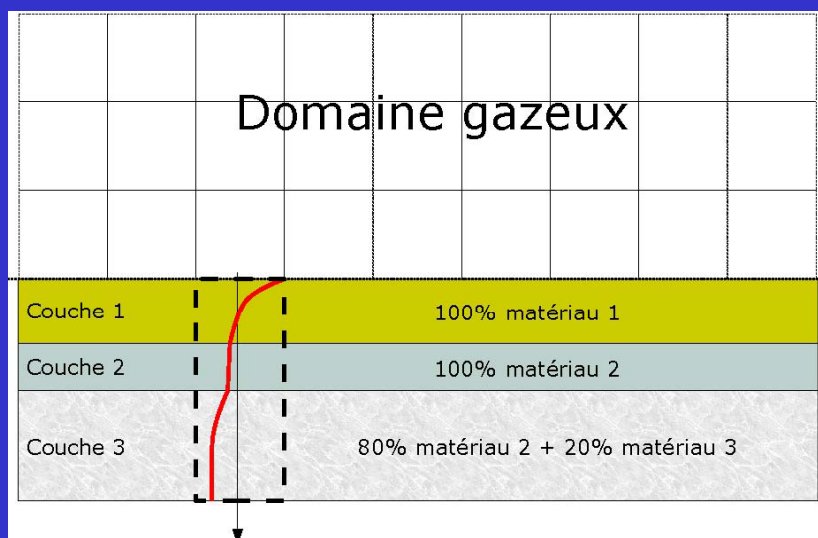 Domaine gazeux
Couche 1
100% matériau 1
Couche 2
100% matériau 2
Couche 3
80% matériau 2 + 20% matériau 3